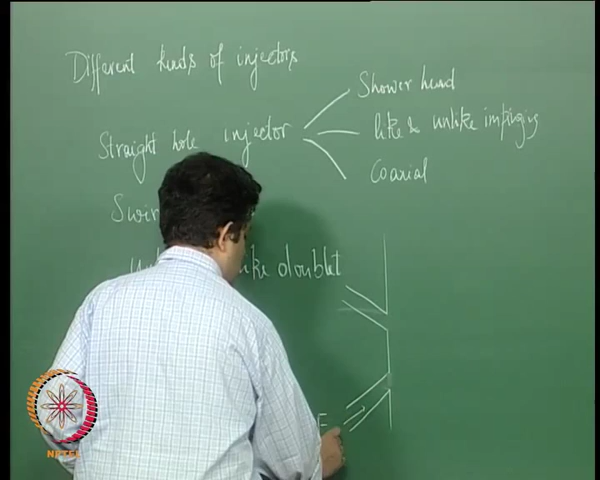 Different kinds of injectors
Shower head
Straight hole injector
like & unlike impinging
Coaxial
Swir
like doublet
F
NPTEL